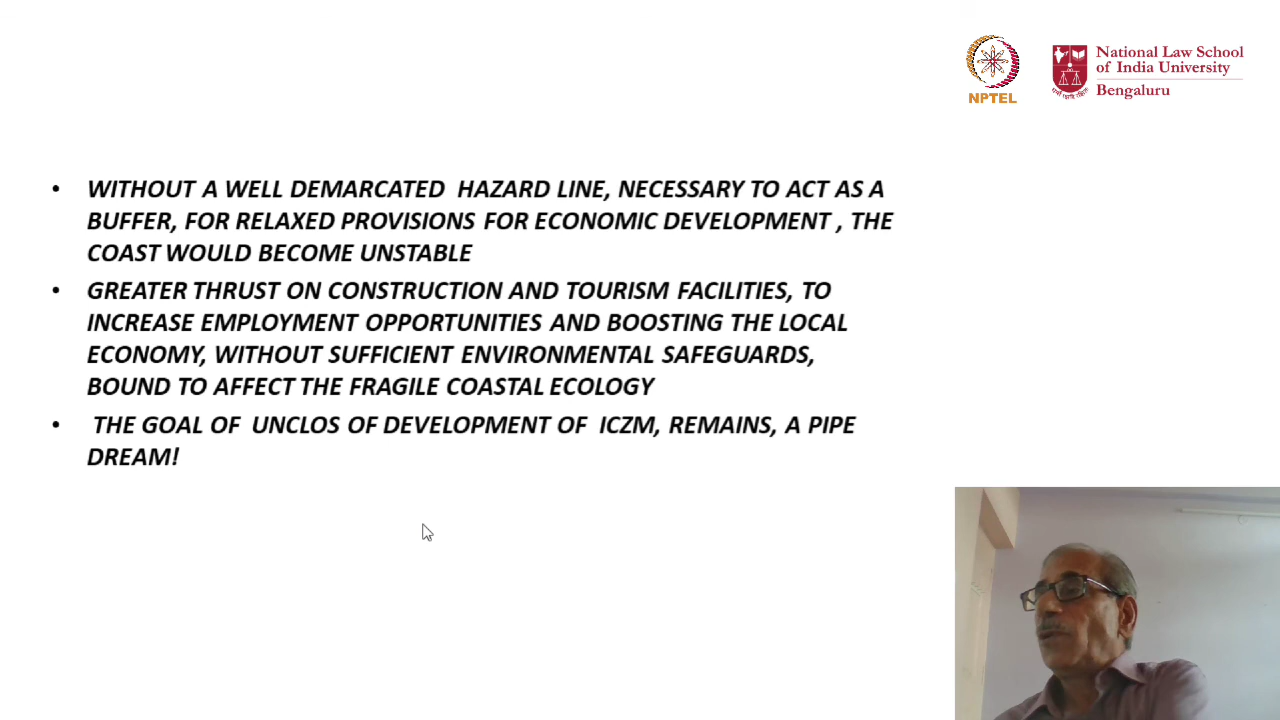 NPTEL
National Law School
of India University
Bengaluru
• WITHOUT A WELL DEMARCATED HAZARD LINE, NECESSARY TO ACT AS A
BUFFER, FOR RELAXED PROVISIONS FOR ECONOMIC DEVELOPMENT , THE
COAST WOULD BECOME UNSTABLE
• GREATER THRUST ON CONSTRUCTION AND TOURISM FACILITIES, TO
INCREASE EMPLOYMENT OPPORTUNITIES AND BOOSTING THE LOCAL
ECONOMY, WITHOUT SUFFICIENT ENVIRONMENTAL SAFEGUARDS,
BOUND TO AFFECT THE FRAGILE COASTAL ECOLOGY
• THE GOAL OF UNCLOS OF DEVELOPMENT OF ICZM, REMAINS, A PIPE
DREAM!